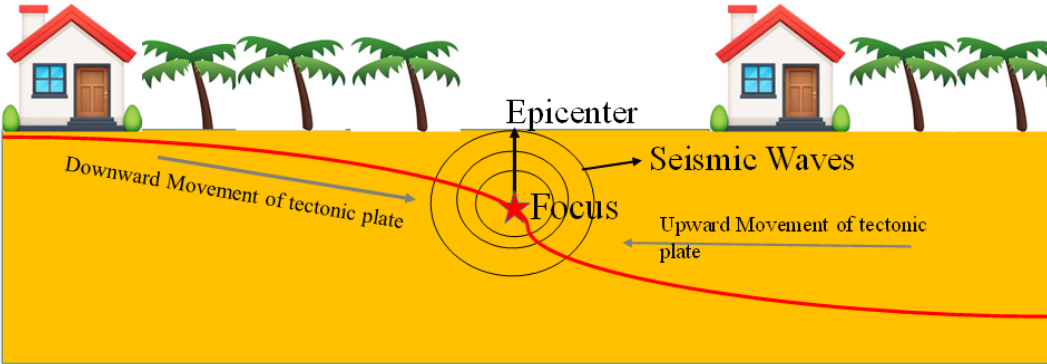 Epicenter
Seismic Waves
Downward Movement of tectonic plate
Focus
Upward Movement of tectonic
plate